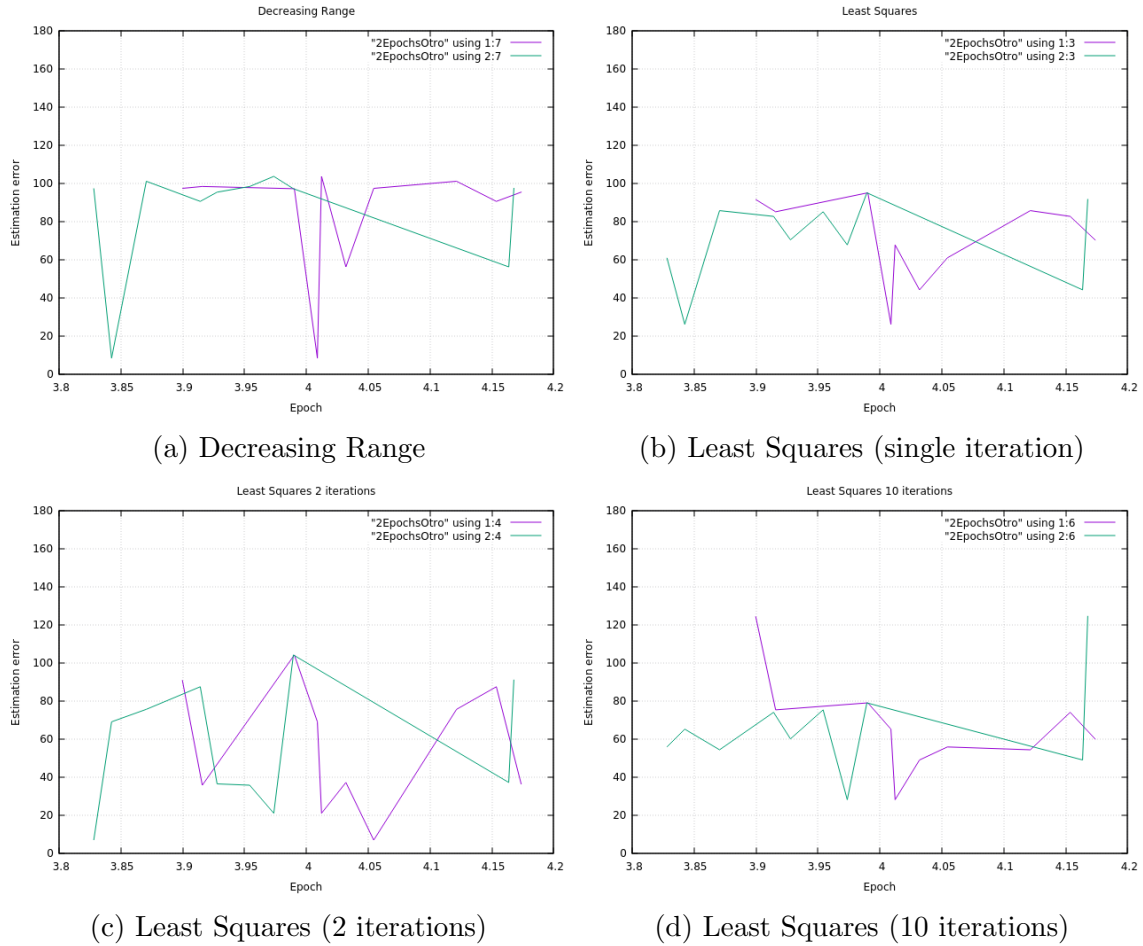 Decreasing Range
180
160
140
120
100
80
60
40
20
0
Estimation error
"2EpochsOtro" using 1:7
"2EpochsOtro" using 2:7
3.8 3.85 3.9 3.95 4 4.05 4.1 4.15 4.2
Epoch
(a) Decreasing Range
Least Squares
180
160
140
120
100
80
60
40
20
0
Estimation error
"2EpochsOtro" using 1:3
"2EpochsOtro" using 2:3
3.8 3.85 3.9 3.95 4 4.05 4.1 4.15 4.2
Epoch
(b) Least Squares (single iteration)
Least Squares 2 iterations
180
160
140
120
100
80
60
40
20
0
Estimation error
"2EpochsOtro" using 1:4
"2EpochsOtro" using 2:4
3.8 3.85 3.9 3.95 4 4.05 4.1 4.15 4.2
Epoch
(c) Least Squares (2 iterations)
Least Squares 10 iterations
180
160
140
120
100
80
60
40
20
0
Estimation error
"2EpochsOtro" using 1:6
"2EpochsOtro" using 2:6
3.8 3.85 3.9 3.95 4 4.05 4.1 4.15 4.2
Epoch
(d) Least Squares (10 iterations)